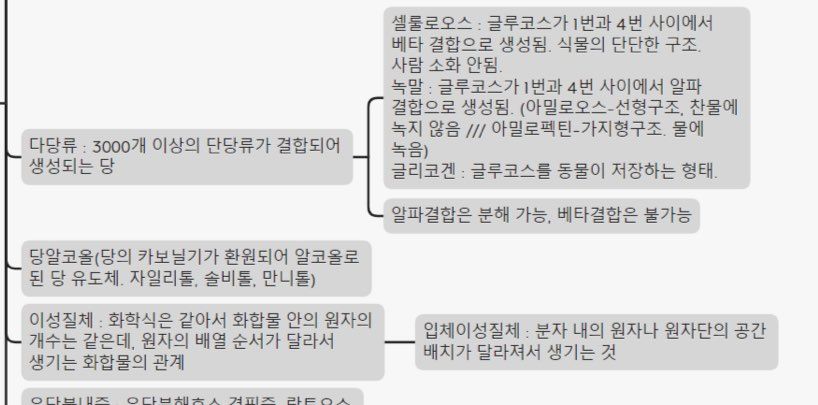 셀룰로오스 : 글루코스가 1번과 4번 사이에서
베타 결합으로 생성됨. 식물의 단단한 구조.
사람 소화 안됨.
녹말 : 글루코스가 1번과 4번 사이에서 알파
결합으로 생성됨. (아밀로오스-선형구조, 찬물에
녹지 않음 /// 아밀로펙틴-가지형구조. 물에
녹음)
글리코겐 : 글루코스를 동물이 저장하는 형태.
다당류 : 3000개 이상의 단당류가 결합되어
생성되는 당
알파결합은 분해 가능, 베타결합은 불가능
당알코올(당의 카보닐기가 환원되어 알코올로
된 당 유도체. 자일리톨, 솔비톨, 만니톨)
이성질체 : 화학식은 같아서 화합물 안의 원자의
개수는 같은데, 원자의 배열 순서가 달라서
생기는 화합물의 관계
입체이성질체 : 분자 내의 원자나 원자단의 공간
배치가 달라져서 생기는 것